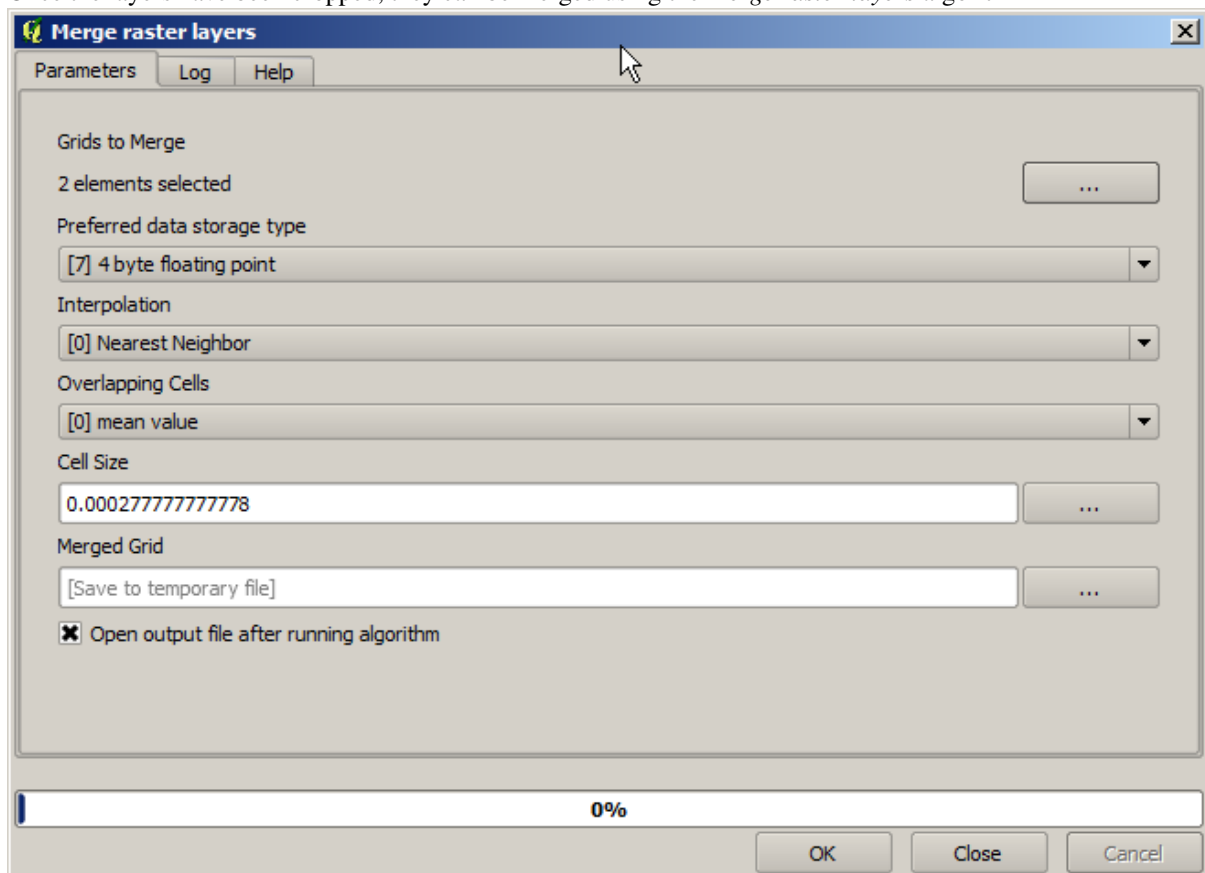 Merge raster layers
Parameters Log Help
Grids to Merge
2 elements selected
...
Preferred data storage type
[7] 4 byte floating point
Interpolation
[0] Nearest Neighbor
Overlapping Cells
[0] mean value
Cell Size
0.000277777777778
...
Merged Grid
[Save to temporary file]
...
Open output file after running algorithm
0%
OK Close Cancel